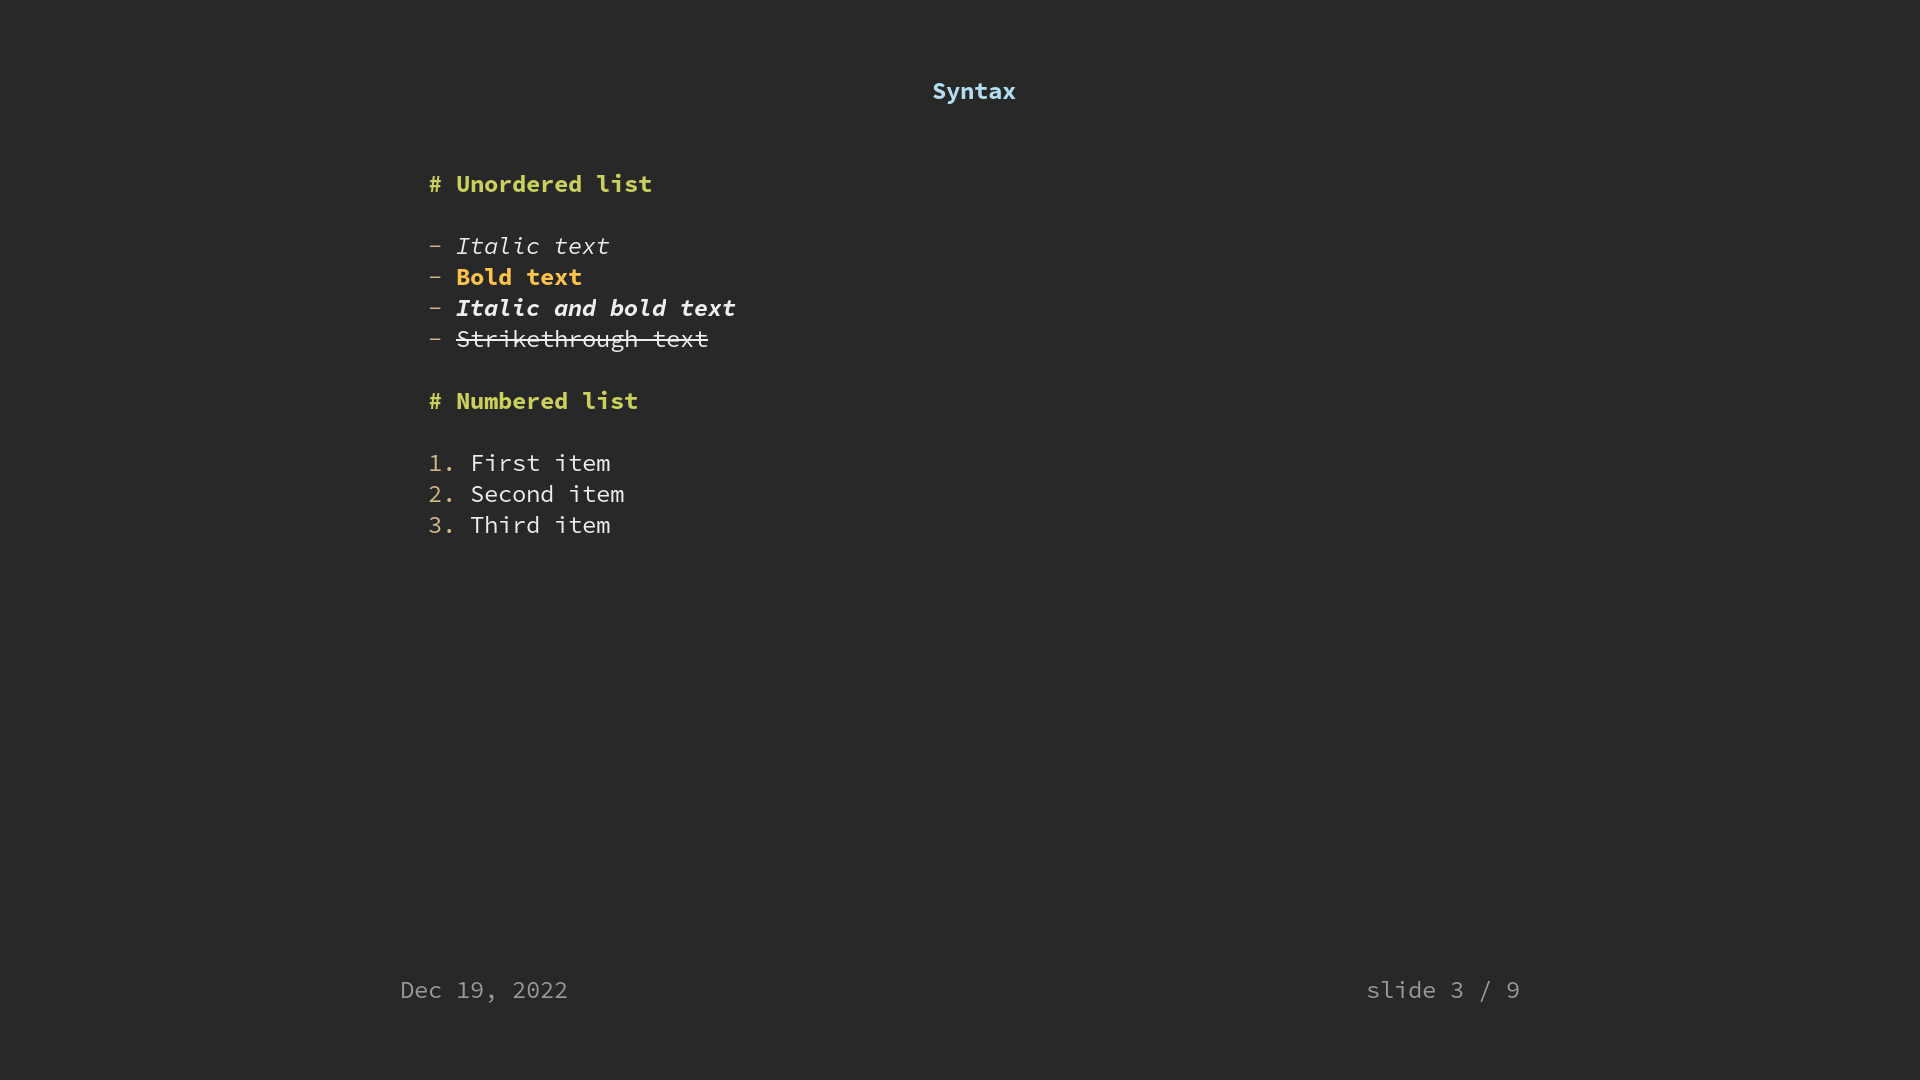 Syntax
# Unordered list
- Italic text
- Bold text
- Italic and bold text
- Strikethrough text
# Numbered list
1. First item
2. Second item
3. Third item
Dec 19, 2022
slide 3 / 9